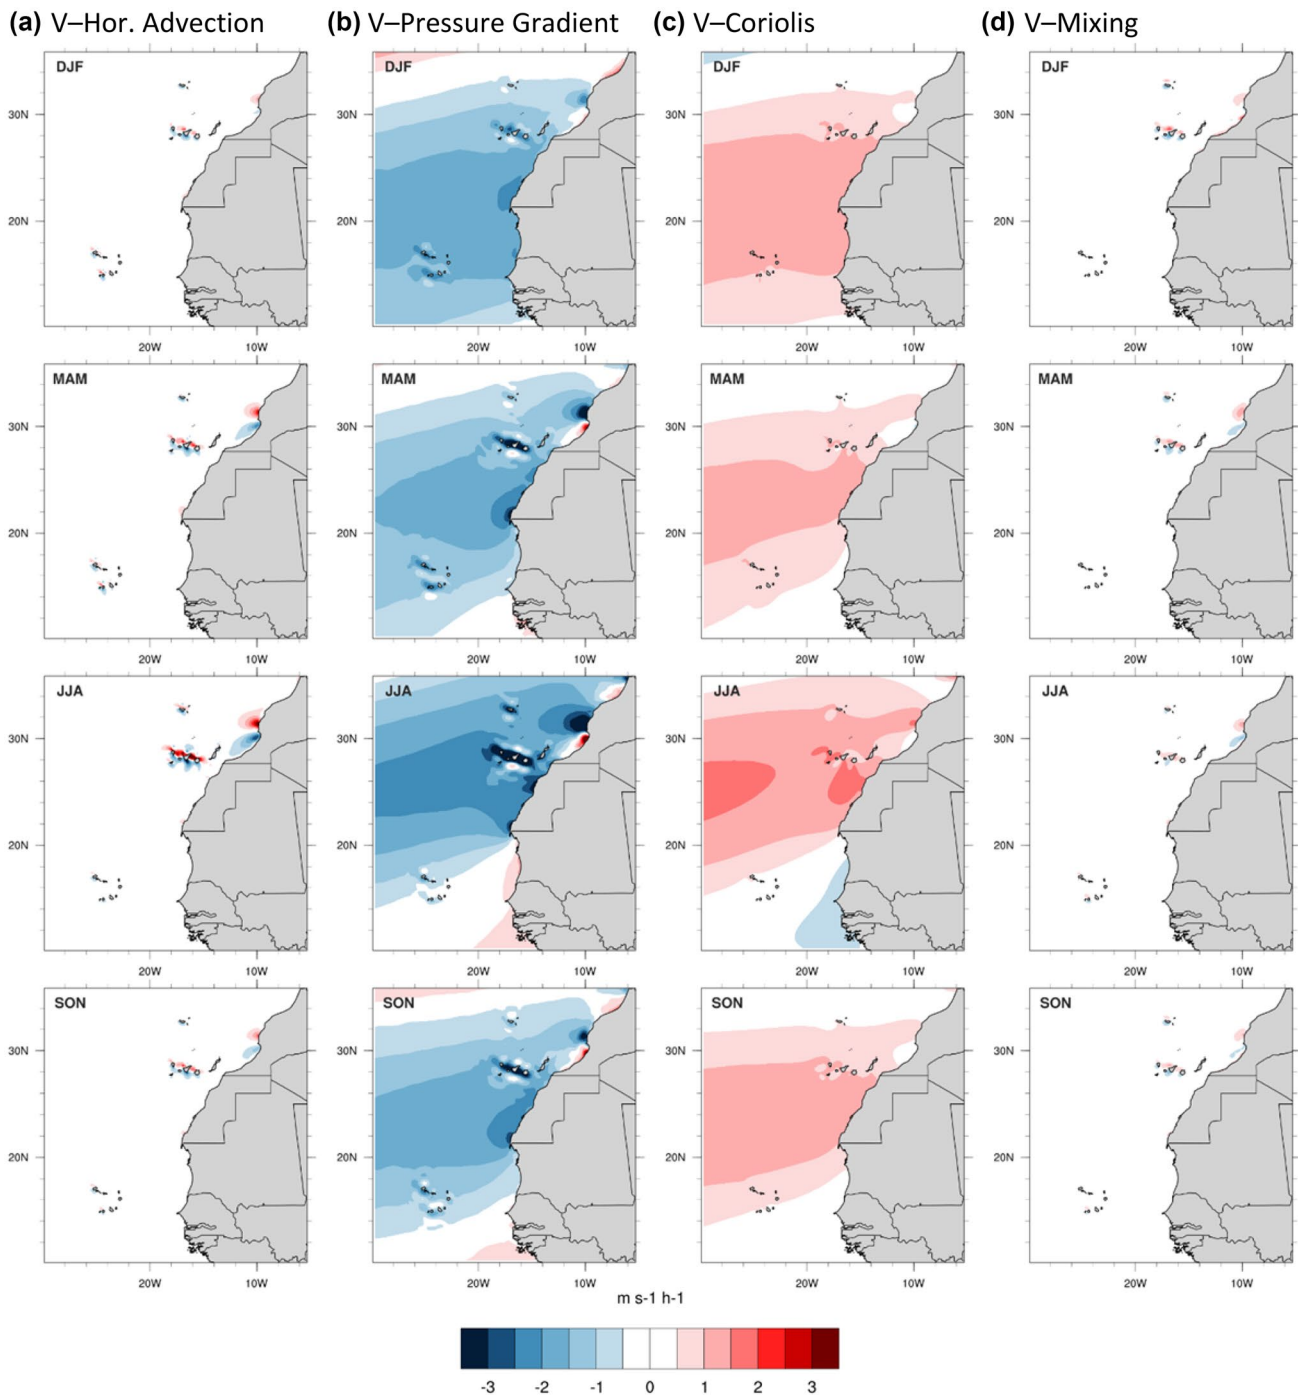 (a) V–Hor. Advection (b) V–Pressure Gradient (c) V–Coriolis (d) V–Mixing
DJF DJF DJF DJF
30N 30N 30N 30N
20N 20N 20N 20N
20W 10W 20W 10W 20W 10W 20W 10W
MAM MAM MAM MAM
30N 30N 30N 30N
20N 20N 20N 20N
20W 10W 20W 10W 20W 10W 20W 10W
JJA JJA JJA JJA
30N 30N 30N 30N
20N 20N 20N 20N
20W 10W 20W 10W 20W 10W 20W 10W
SON SON SON SON
30N 30N 30N 30N
20N 20N 20N 20N
20W 10W 20W 10W 20W 10W 20W 10W
m s-1 h-1
-3 -2 -1 0 1 2 3